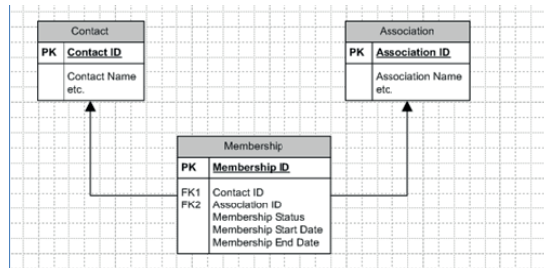 Contact
PK Contact ID
Contact Name
etc.
Association
PK Association ID
Association Name
etc.
Membership
PK Membership ID
FK1 Contact ID
FK2 Association ID
Membership Status
Membership Start Date
Membership End Date